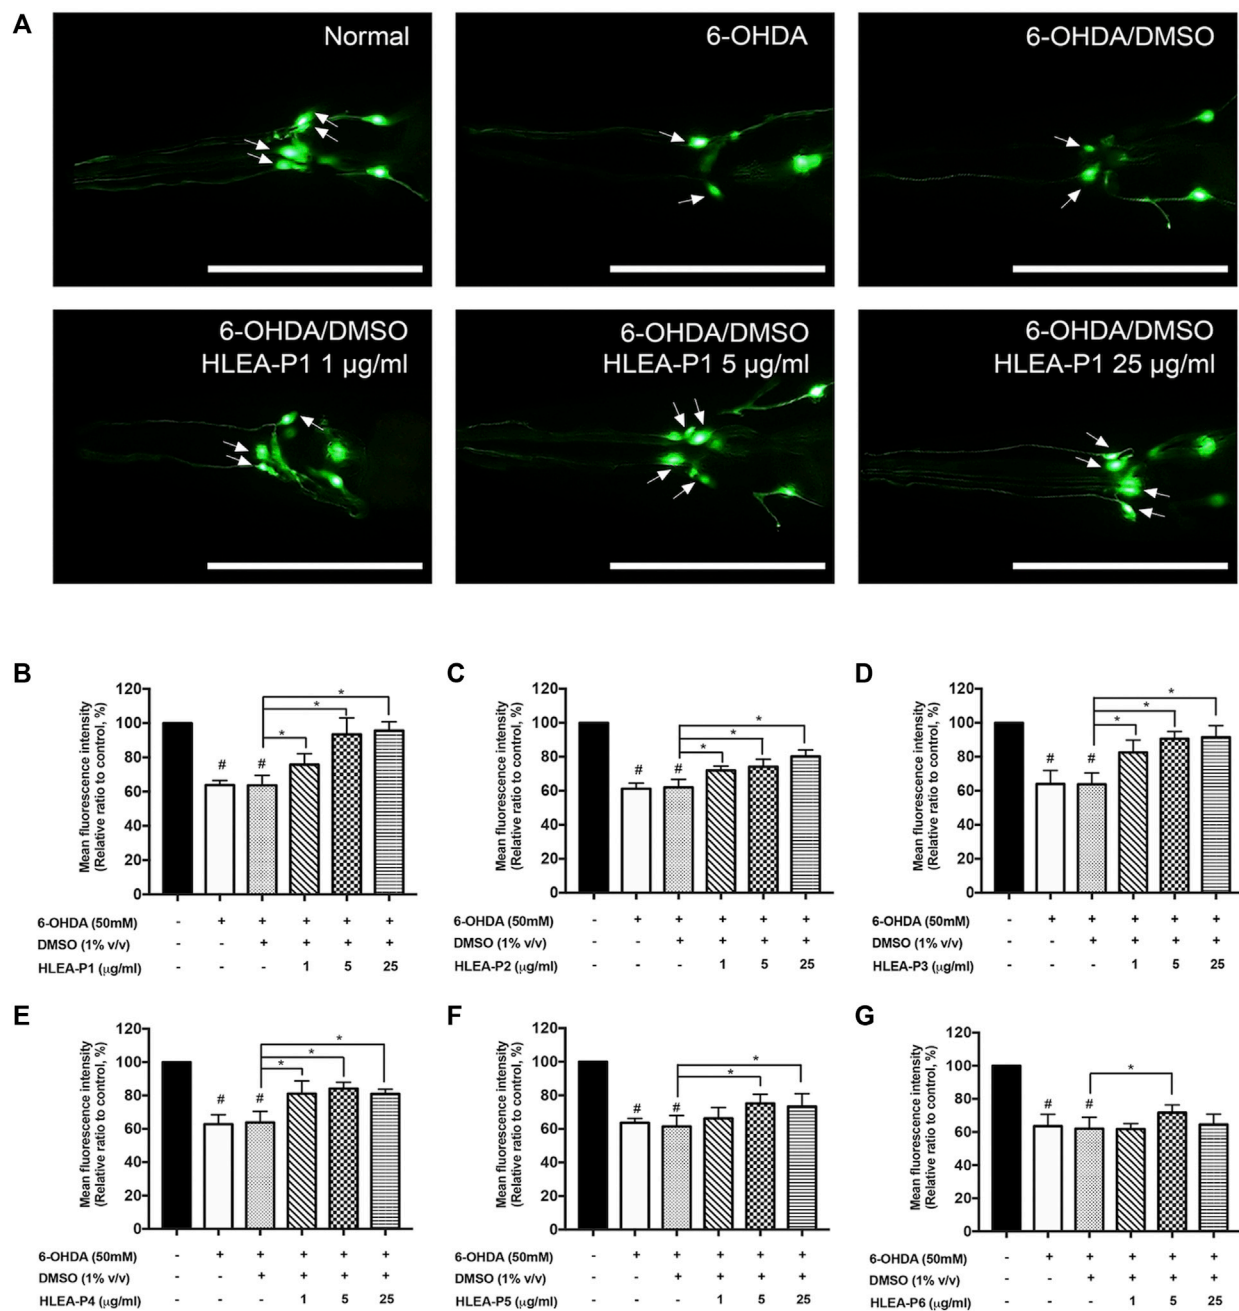 A
Normal
6-OHDA
6-OHDA/DMSO
6-OHDA/DMSO
HLEA-P1 1 µg/ml
6-OHDA/DMSO
HLEA-P1 5 µg/ml
6-OHDA/DMSO
HLEA-P1 25 µg/ml
B
Mean fluorescence intensity
(Relative ratio to control, %)
120
100
80
60
40
20
0
# # * * *
6-OHDA (50mM) - + + + + +
DMSO (1% v/v) - - + + + +
HLEA-P1 (µg/ml) - - - 1 5 25
C
Mean fluorescence intensity
(Relative ratio to control, %)
120
100
80
60
40
20
0
# # * * *
6-OHDA (50mM) - + + + + +
DMSO (1% v/v) - - + + + +
HLEA-P2 (µg/ml) - - - 1 5 25
D
Mean fluorescence intensity
(Relative ratio to control, %)
120
100
80
60
40
20
0
# # * * *
6-OHDA (50mM) - + + + + +
DMSO (1% v/v) - - + + + +
HLEA-P3 (µg/ml) - - - 1 5 25
E
Mean fluorescence intensity
(Relative ratio to control, %)
120
100
80
60
40
20
0
# # * * *
6-OHDA (50mM) - + + + + +
DMSO (1% v/v) - - + + + +
HLEA-P4 (µg/ml) - - - 1 5 25
F
Mean fluorescence intensity
(Relative ratio to control, %)
120
100
80
60
40
20
0
# # * *
6-OHDA (50mM) - + + + + +
DMSO (1% v/v) - - + + + +
HLEA-P5 (µg/ml) - - - 1 5 25
G
Mean fluorescence intensity
(Relative ratio to control, %)
120
100
80
60
40
20
0
# # *
6-OHDA (50mM) - + + + + +
DMSO (1% v/v) - - + + + +
HLEA-P6 (µg/ml) - - - 1 5 25